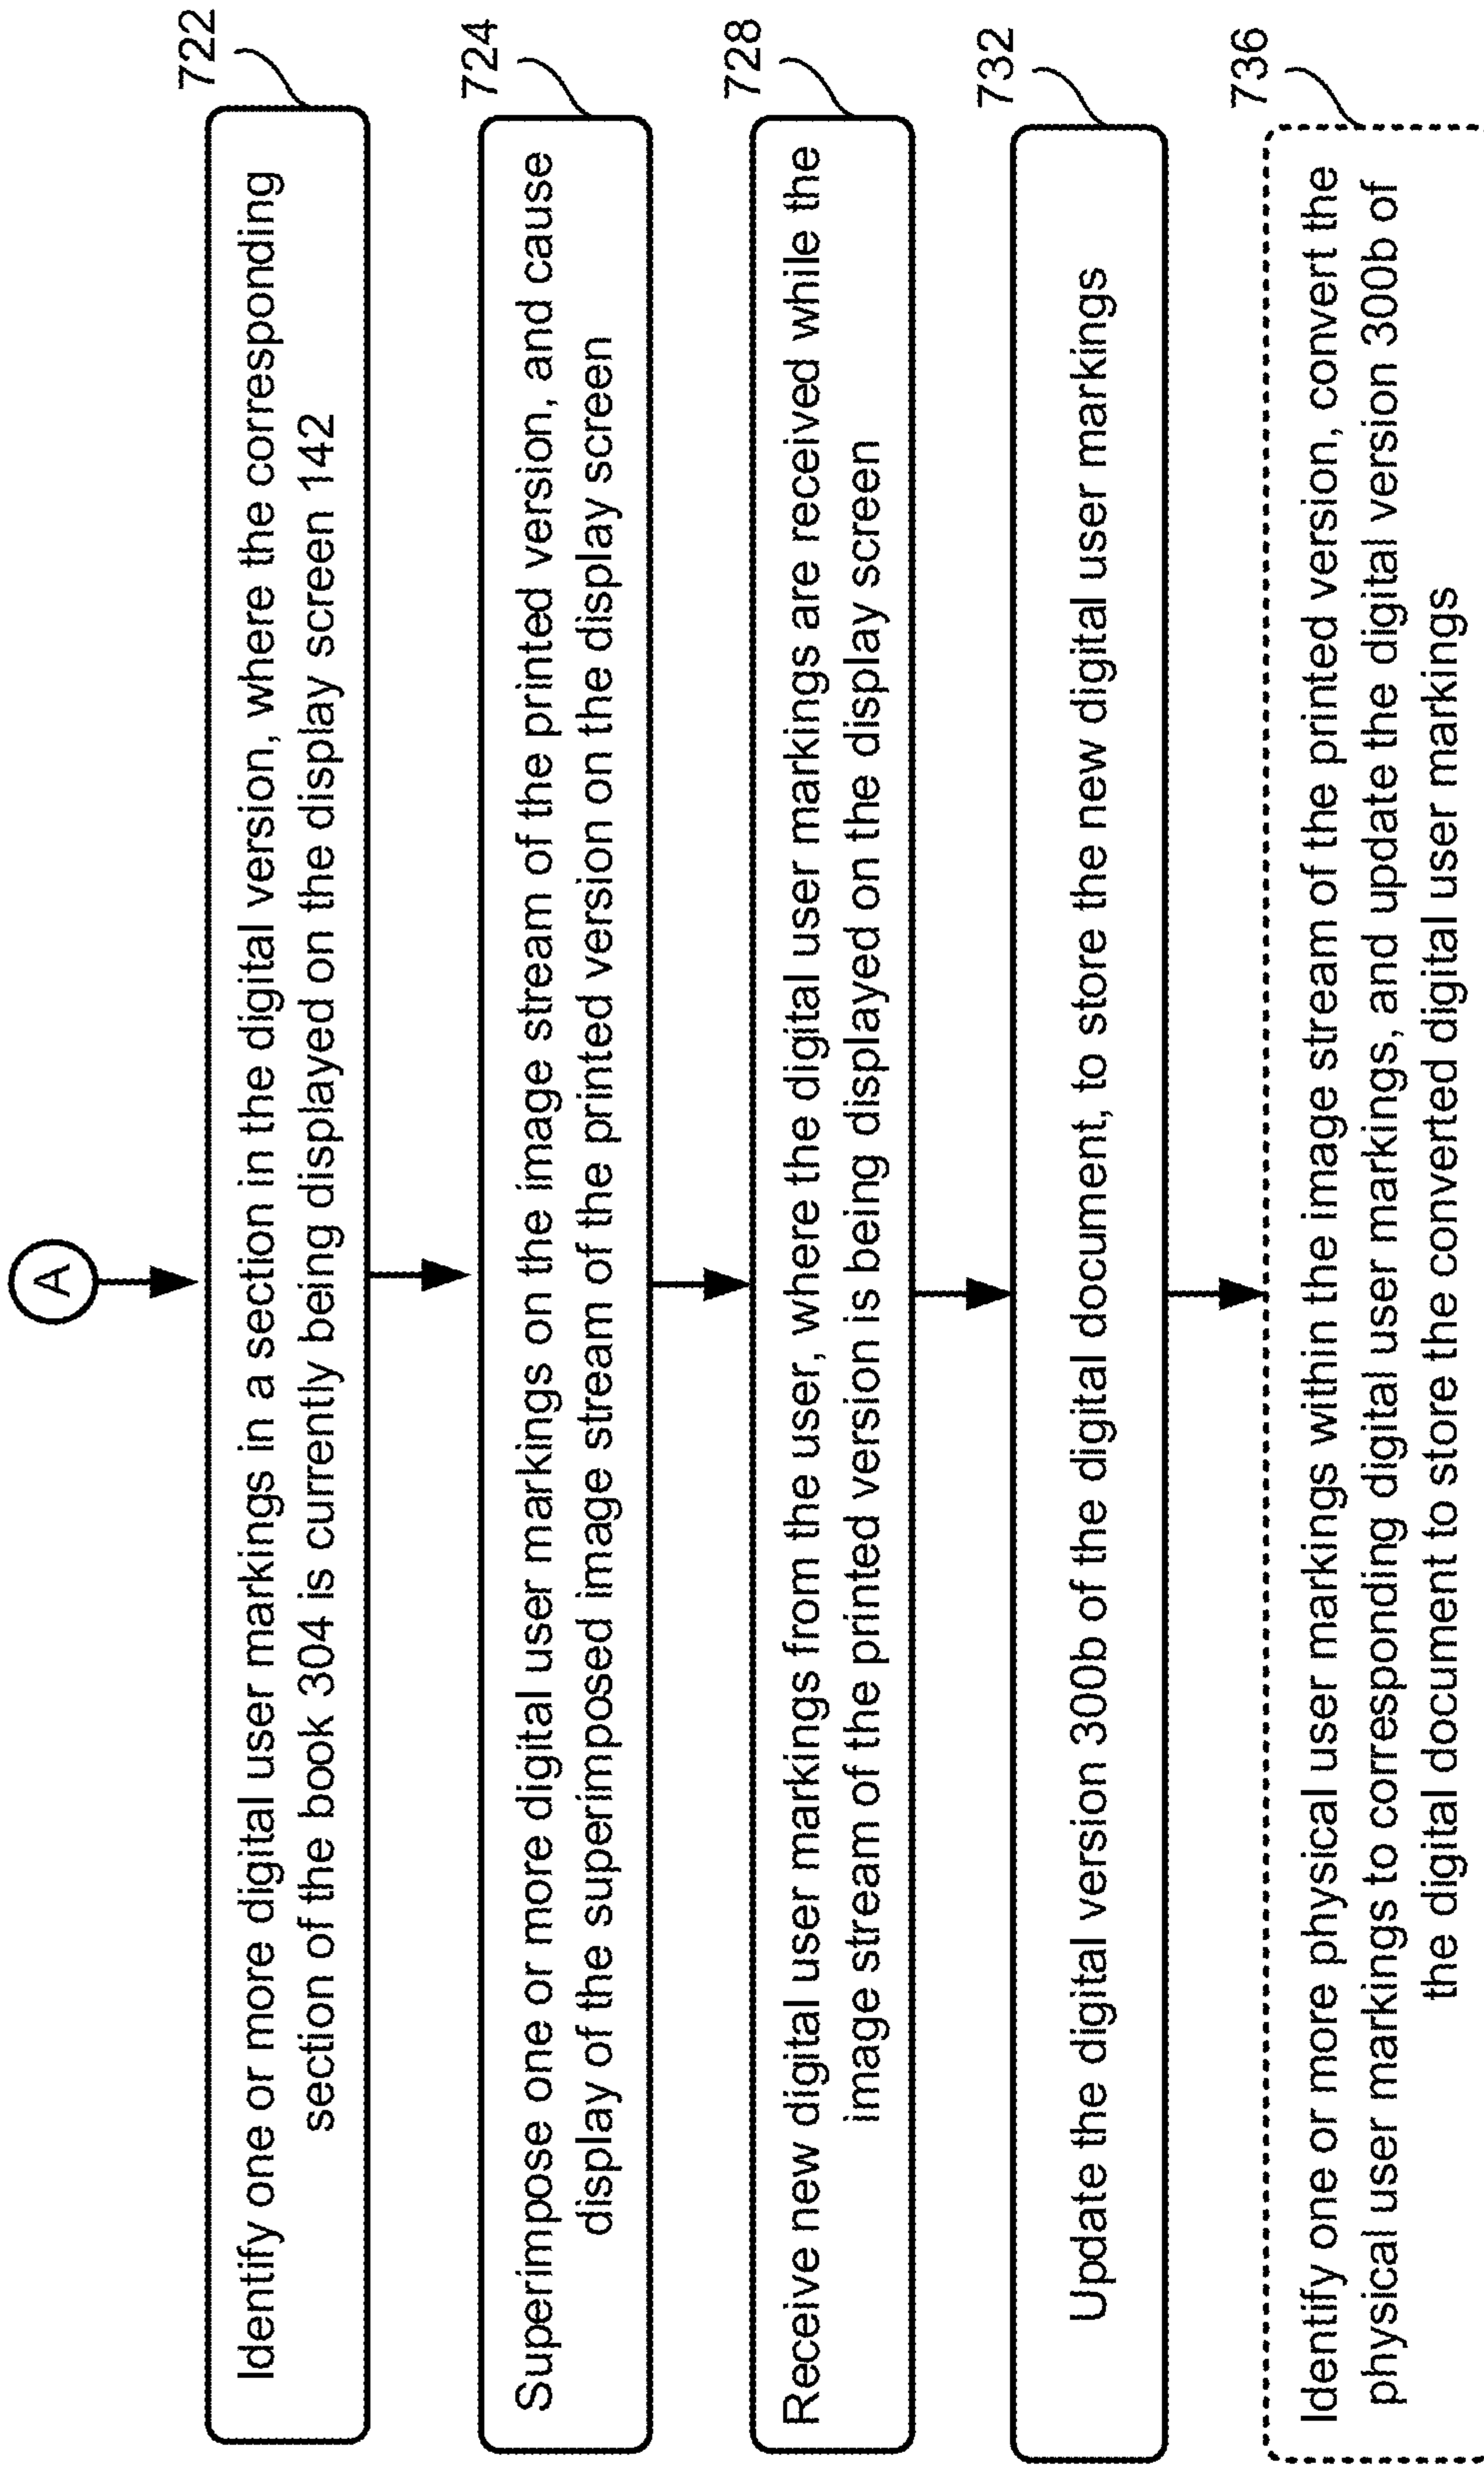 A
722
Identify one or more digital user markings in a section in the digital version, where the corresponding
section of the book 304 is currently being displayed on the display screen 142
724
Superimpose one or more digital user markings on the image stream of the printed version, and cause
display of the superimposed image stream of the printed version on the display screen
728
Receive new digital user markings from the user, where the digital user markings are received while the
image stream of the printed version is being displayed on the display screen
732
Update the digital version 300b of the digital document, to store the new digital user markings
736
Identify one or more physical user markings within the image stream of the printed version, convert the
physical user markings to corresponding digital user markings, and update the digital version 300b of
the digital document to store the converted digital user markings